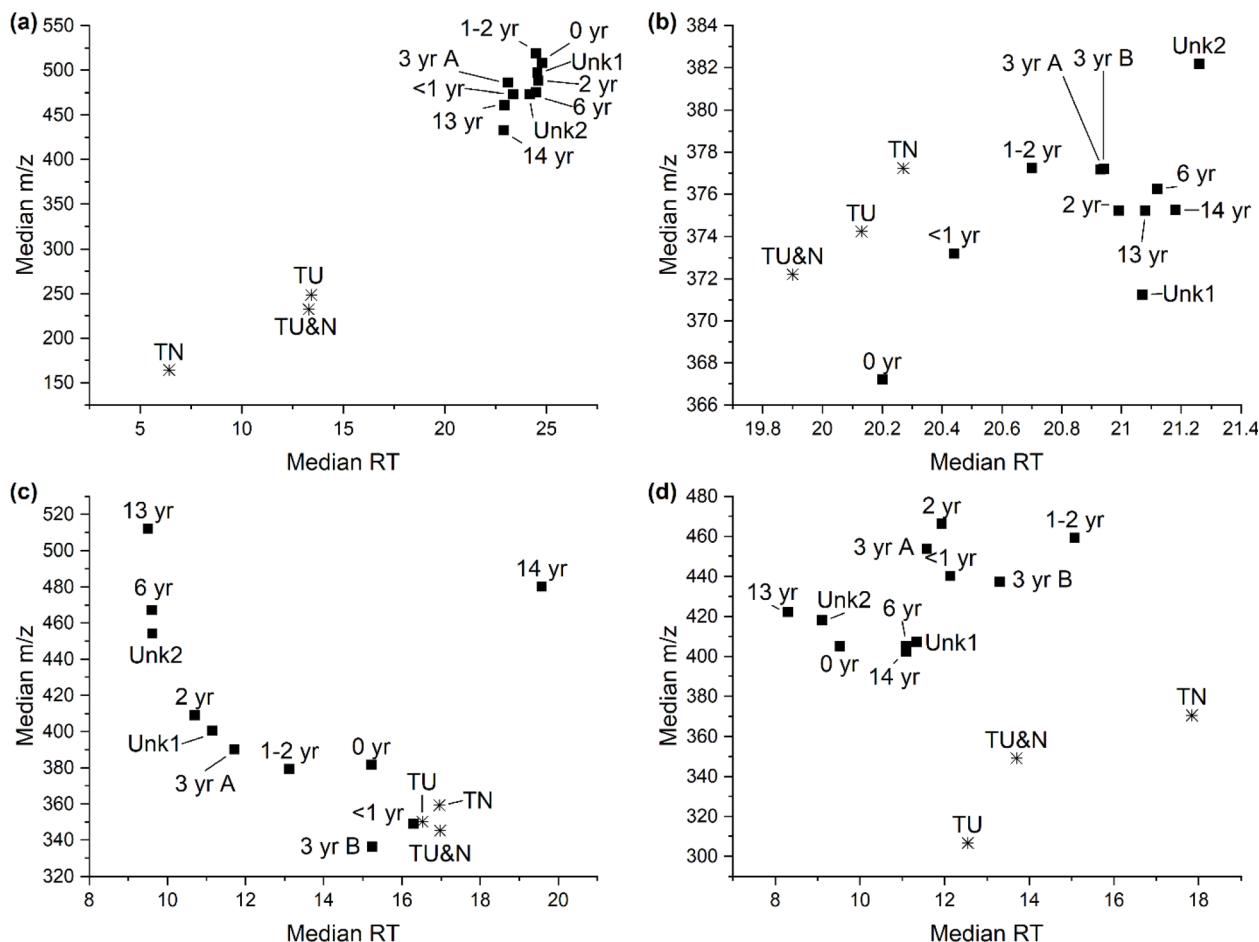 (a)
550
500
450
400
350
300
250
200
150
Median m/z
5
10
15
20
25
Median RT
1-2 yr
0 yr
3 yr A
Unk1
<1 yr
2 yr
13 yr
6 yr
Unk2
14 yr
TU
TU&N
TN
(b)
386
384
382
380
378
376
374
372
370
368
366
Median m/z
19.8
20
20.2
20.4
20.6
20.8
21
21.2
21.4
Median RT
Unk2
3 yr A
3 yr B
TN
1-2 yr
6 yr
TU
2 yr
14 yr
<1 yr
13 yr
TU&N
Unk1
0 yr
(c)
520
500
480
460
440
420
400
380
360
340
320
Median m/z
8
10
12
14
16
18
20
Median RT
13 yr
14 yr
6 yr
Unk2
2 yr
Unk1
3 yr A
1-2 yr
0 yr
TU
TN
<1 yr
3 yr B
TU&N
(d)
480
460
440
420
400
380
360
340
320
300
Median m/z
8
10
12
14
16
18
Median RT
2 yr
1-2 yr
3 yr A
<1 yr
3 yr B
13 yr
Unk2
6 yr
Unk1
0 yr
14 yr
TN
TU&N
TU